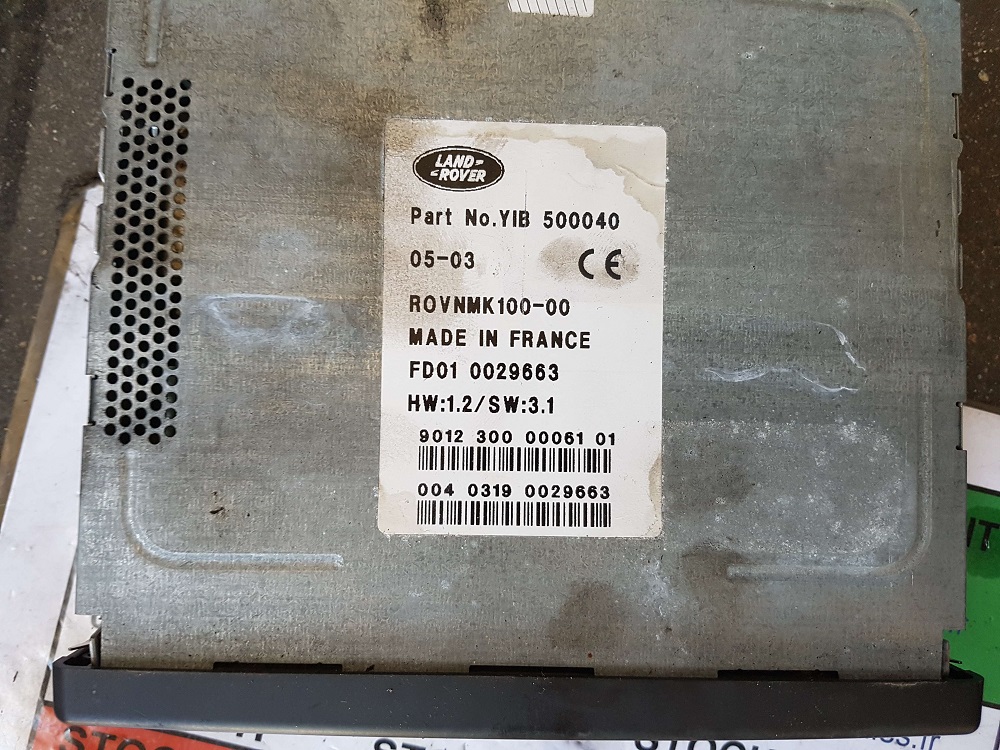 LAND-
-ROVER
Part No.YIB 500040
05-03
CE
ROVNMK100-00
MADE IN FRANCE
FD01 0029663
HW:1.2/SW:3.1
9012 300 00061 01
004 0319 0029663